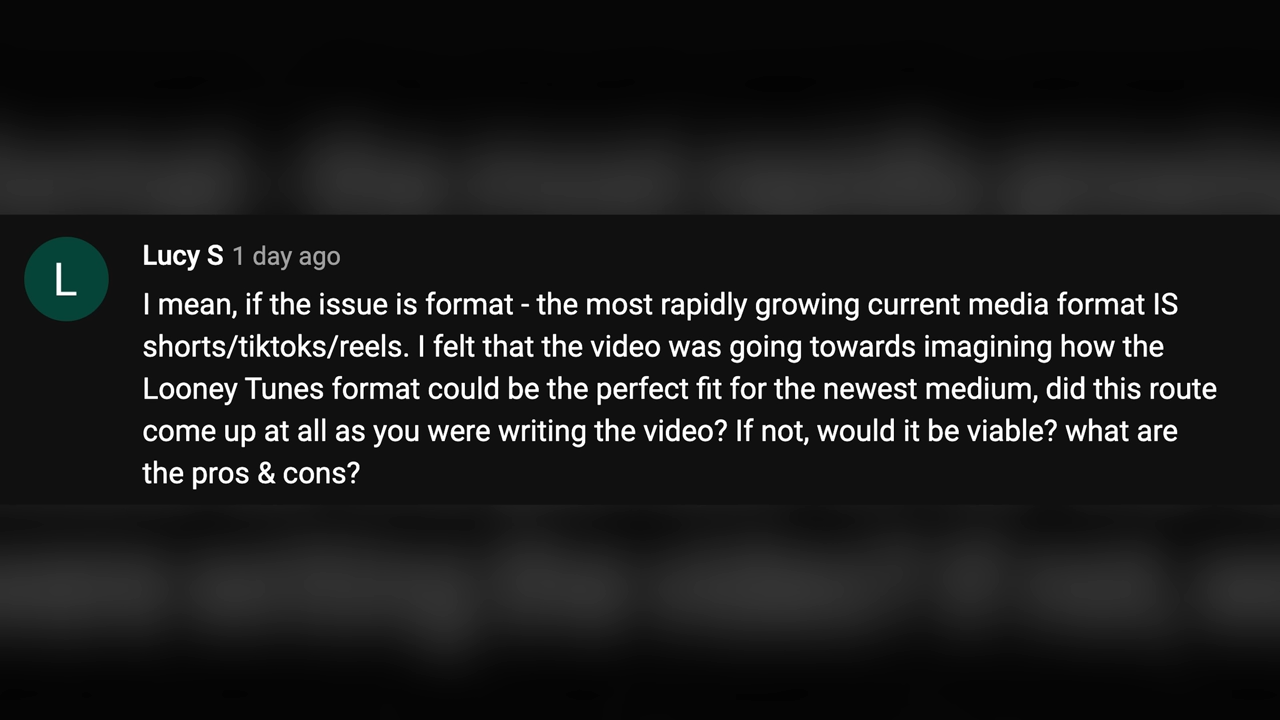 L
Lucy S 1 day ago
I mean, if the issue is format - the most rapidly growing current media format IS
shorts/tiktoks/reels. I felt that the video was going towards imagining how the
Looney Tunes format could be the perfect fit for the newest medium, did this route
come up at all as you were writing the video? If not, would it be viable? what are
the pros & cons?